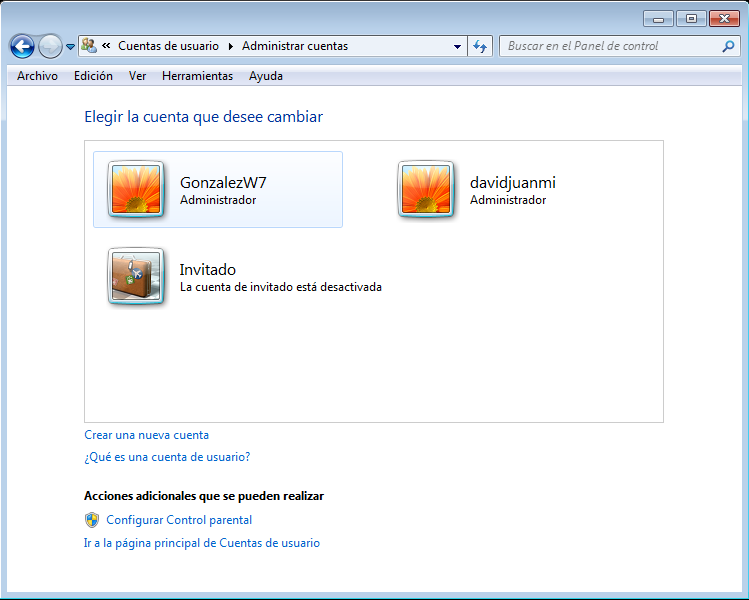 « Cuentas de usuario Administrar cuentas Buscar en el Panel de control
Archivo Edición Ver Herramientas Ayuda
Elegir la cuenta que desee cambiar
GonzalezW7
Administrador
davidjuanmi
Administrador
Invitado
La cuenta de invitado está desactivada
Crear una nueva cuenta
¿Qué es una cuenta de usuario?
Acciones adicionales que se pueden realizar
Configurar Control parental
Ir a la página principal de Cuentas de usuario